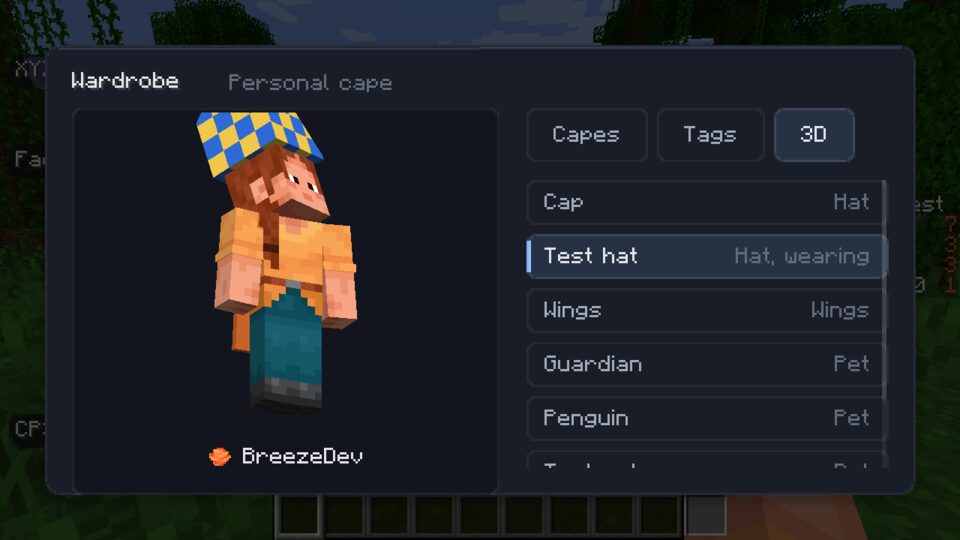 Wardrobe Personal cape
XYZ
Capes Tags 3D
Cap Hat
Test hat Hat, wearing
Wings Wings
Guardian Pet
Penguin Pet
BreezeDev